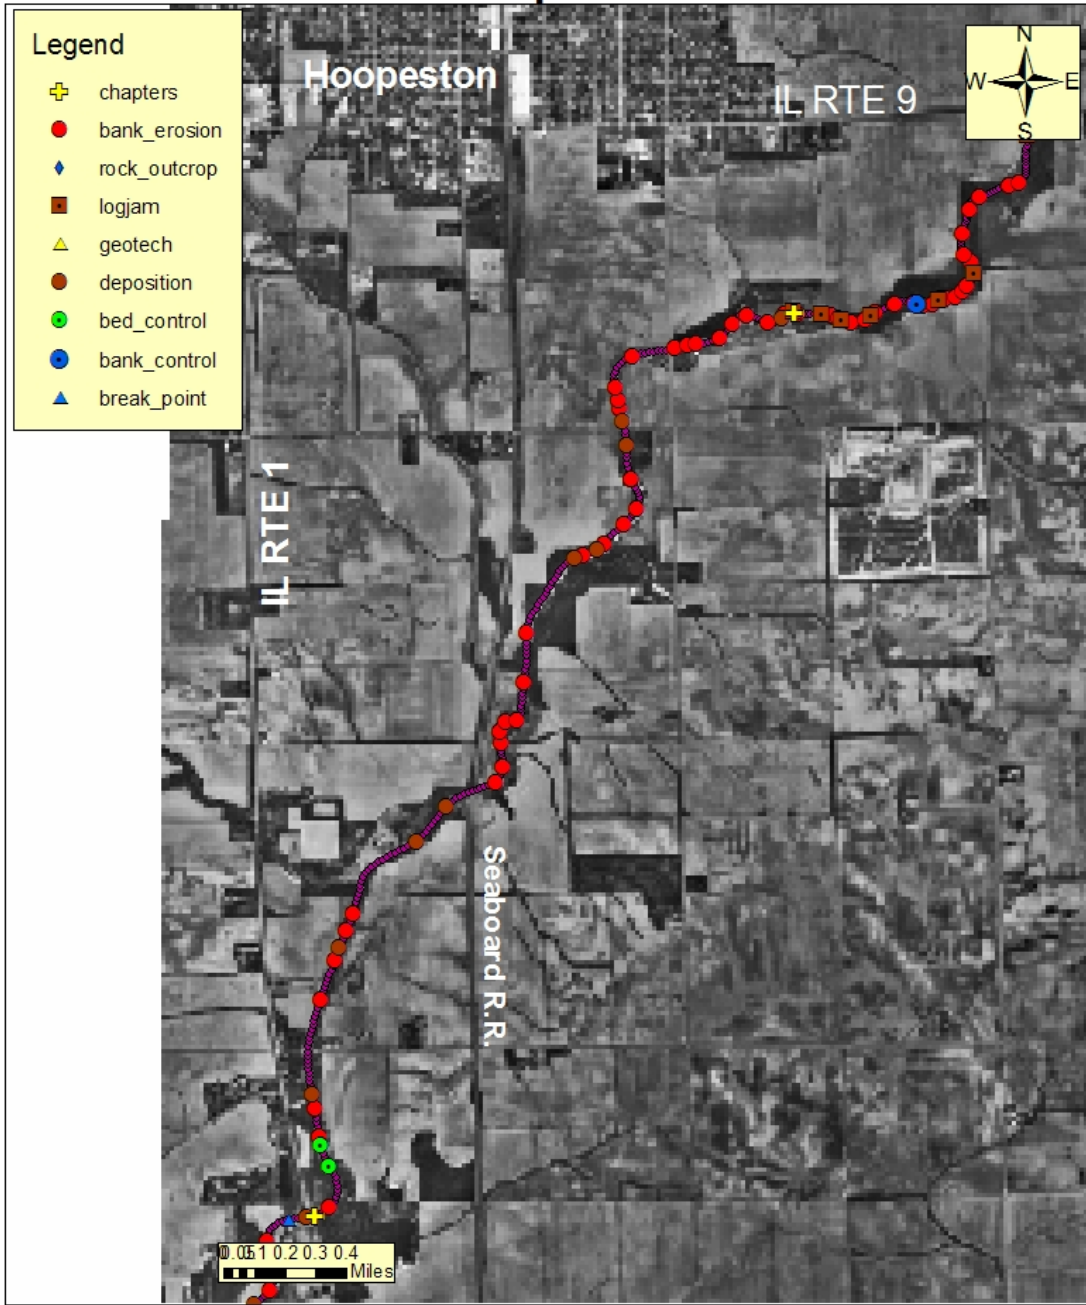 Legend
chapters
bank_erosion
rock_outcrop
logjam
geotech
deposition
bed_control
bank_control
break_point
Hoopeston
IL RTE 9
N
W E
S
IL RTE 1
Seaboard R.R.
0.1 0.2 0.3 0.4
Miles